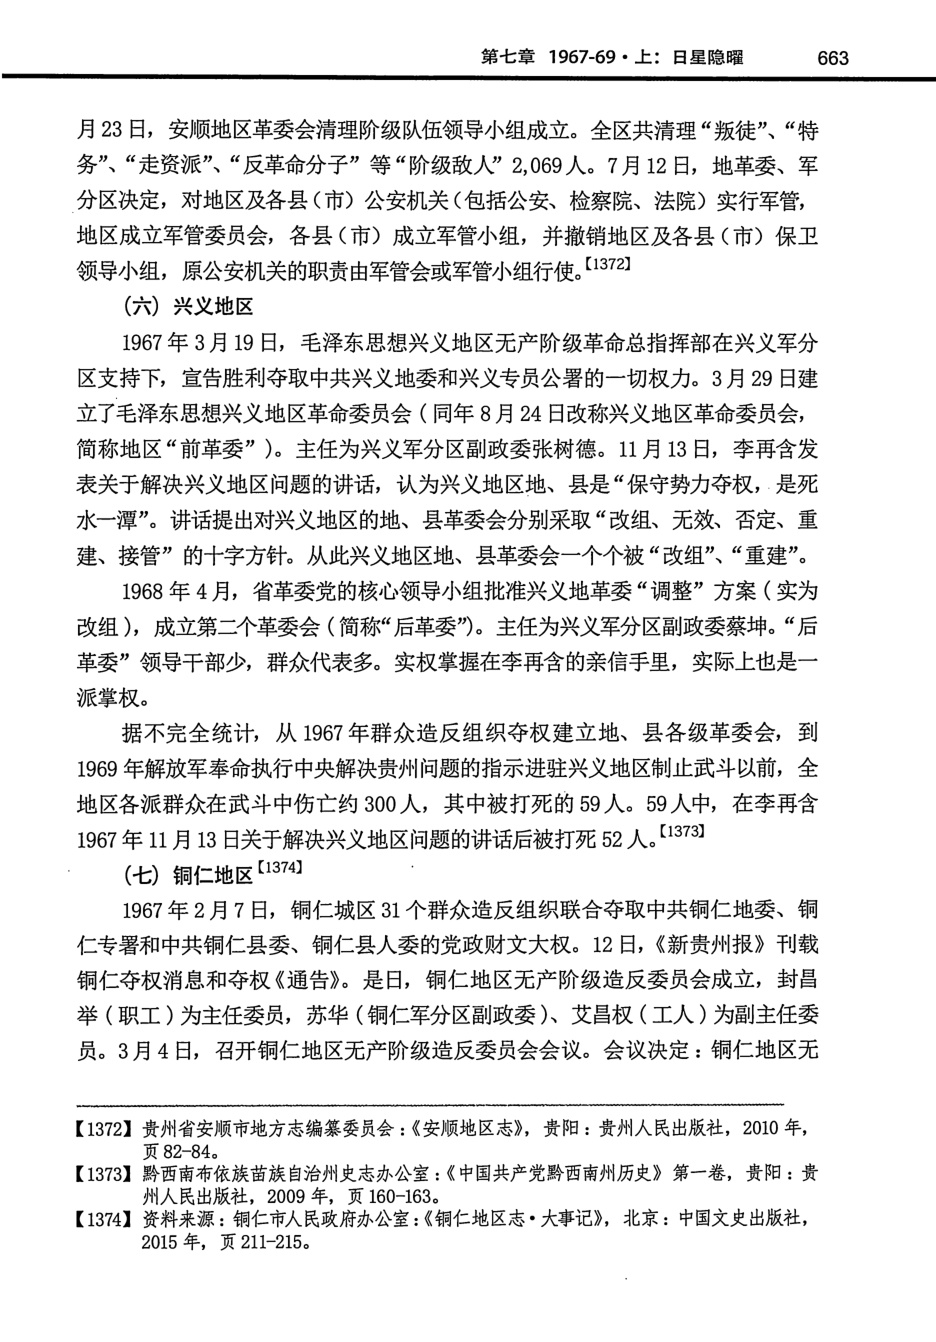 第七章 1967-69·上：日星隐曜 663
月23日，安顺地区革委会清理阶级队伍领导小组成立。全区共清理“叛徒”、“特
务”、“走资派”、“反革命分子”等“阶级敌人”2,069人。7月12日，地革委、军
分区决定，对地区及各县（市）公安机关（包括公安、检察院、法院）实行军管，
地区成立军管委员会，各县（市）成立军管小组，并撤销地区及各县（市）保卫
领导小组，原公安机关的职责由军管会或军管小组行使。【1372】
（六）兴义地区
1967年3月19日，毛泽东思想兴义地区无产阶级革命总指挥部在兴义军分
区支持下，宣告胜利夺取中共兴义地委和兴义专员公署的一切权力。3月29日建
立了毛泽东思想兴义地区革命委员会（同年8月24日改称兴义地区革命委员会，
简称地区“前革委”）。主任为兴义军分区副政委张树德。11月13日，李再含发
表关于解决兴义地区问题的讲话，认为兴义地区地、县是“保守势力夺权，是死
水一潭”。讲话提出对兴义地区的地、县革委会分别采取“改组、无效、否定、重
建、接管”的十字方针。从此兴义地区地、县革委会一个个被“改组”、“重建”。
1968年4月，省革委党的核心领导小组批准兴义地革委“调整”方案（实为
改组），成立第二个革委会（简称“后革委”）。主任为兴义军分区副政委蔡坤。“后
革委”领导干部少，群众代表多。实权掌握在李再含的亲信手里，实际上也是一
派掌权。
据不完全统计，从1967年群众造反组织夺权建立地、县各级革委会，到
1969年解放军奉命执行中央解决贵州问题的指示进驻兴义地区制止武斗以前，全
地区各派群众在武斗中伤亡约300人，其中被打死的59人。59人中，在李再含
1967年11月13日关于解决兴义地区问题的讲话后被打死52人。【1373】
（七）铜仁地区【1374】
1967年2月7日，铜仁城区31个群众造反组织联合夺取中共铜仁地委、铜
仁专署和中共铜仁县委、铜仁县人委的党政财文大权。12日，《新贵州报》刊载
铜仁夺权消息和夺权《通告》。是日，铜仁地区无产阶级造反委员会成立，封昌
举（职工）为主任委员，苏华（铜仁军分区副政委）、艾昌权（工人）为副主任委
员。3月4日，召开铜仁地区无产阶级造反委员会会议。会议决定：铜仁地区无
【1372】贵州省安顺市地方志编纂委员会：《安顺地区志》，贵阳：贵州人民出版社，2010年，
页82-84。
【1373】黔西南布依族苗族自治州史志办公室：《中国共产党黔西南州历史》第一卷，贵阳：贵
州人民出版社，2009年，页160-163。
【1374】资料来源：铜仁市人民政府办公室：《铜仁地区志·大事记》，北京：中国文史出版社，
2015年，页211-215。